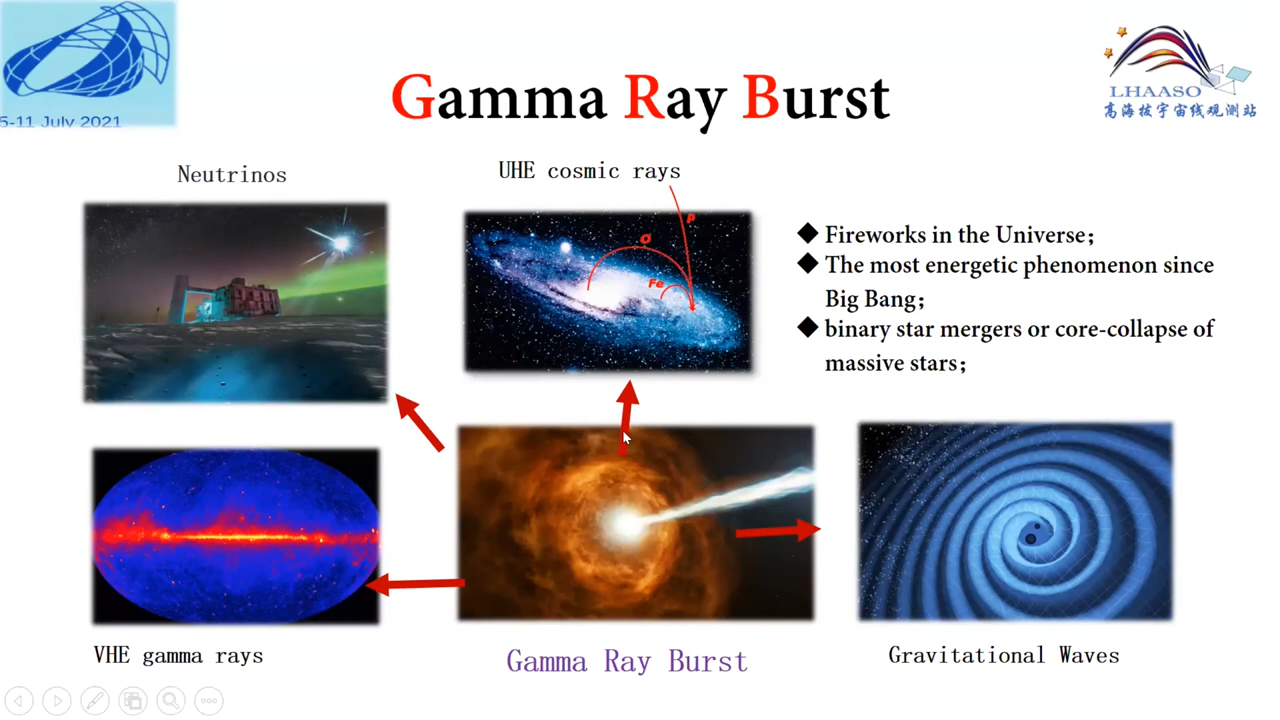 5-11 July 2021
Gamma Ray Burst
LHAASO
高海拔宇宙线观测站
Neutrinos
UHE cosmic rays
P
O
Fe
◆ Fireworks in the Universe;
◆ The most energetic phenomenon since
Big Bang;
◆ binary star mergers or core-collapse of
massive stars;
VHE gamma rays
Gamma Ray Burst
Gravitational Waves